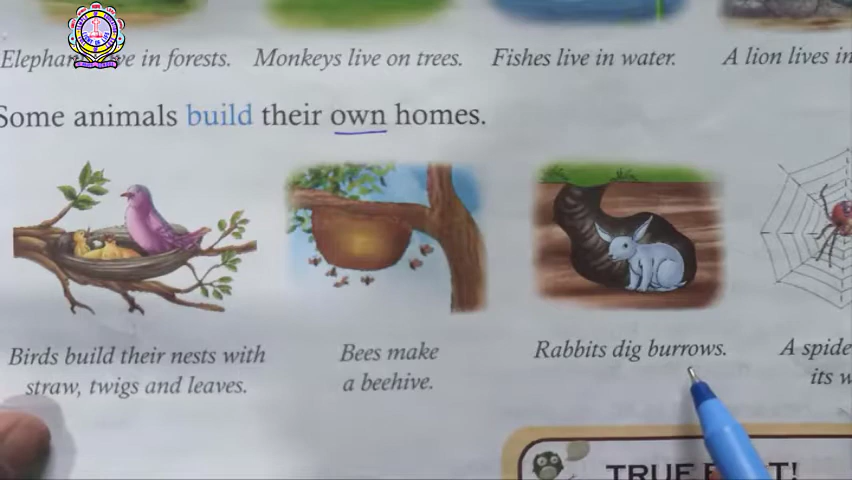 ve in forests. Monkeys live on trees. Fishes live in water. A lion lives in
Some animals build their own homes.
Birds build their nests with
straw, twigs and leaves.
Bees make
a beehive.
Rabbits dig burrows.
A spide
its w
TRUE